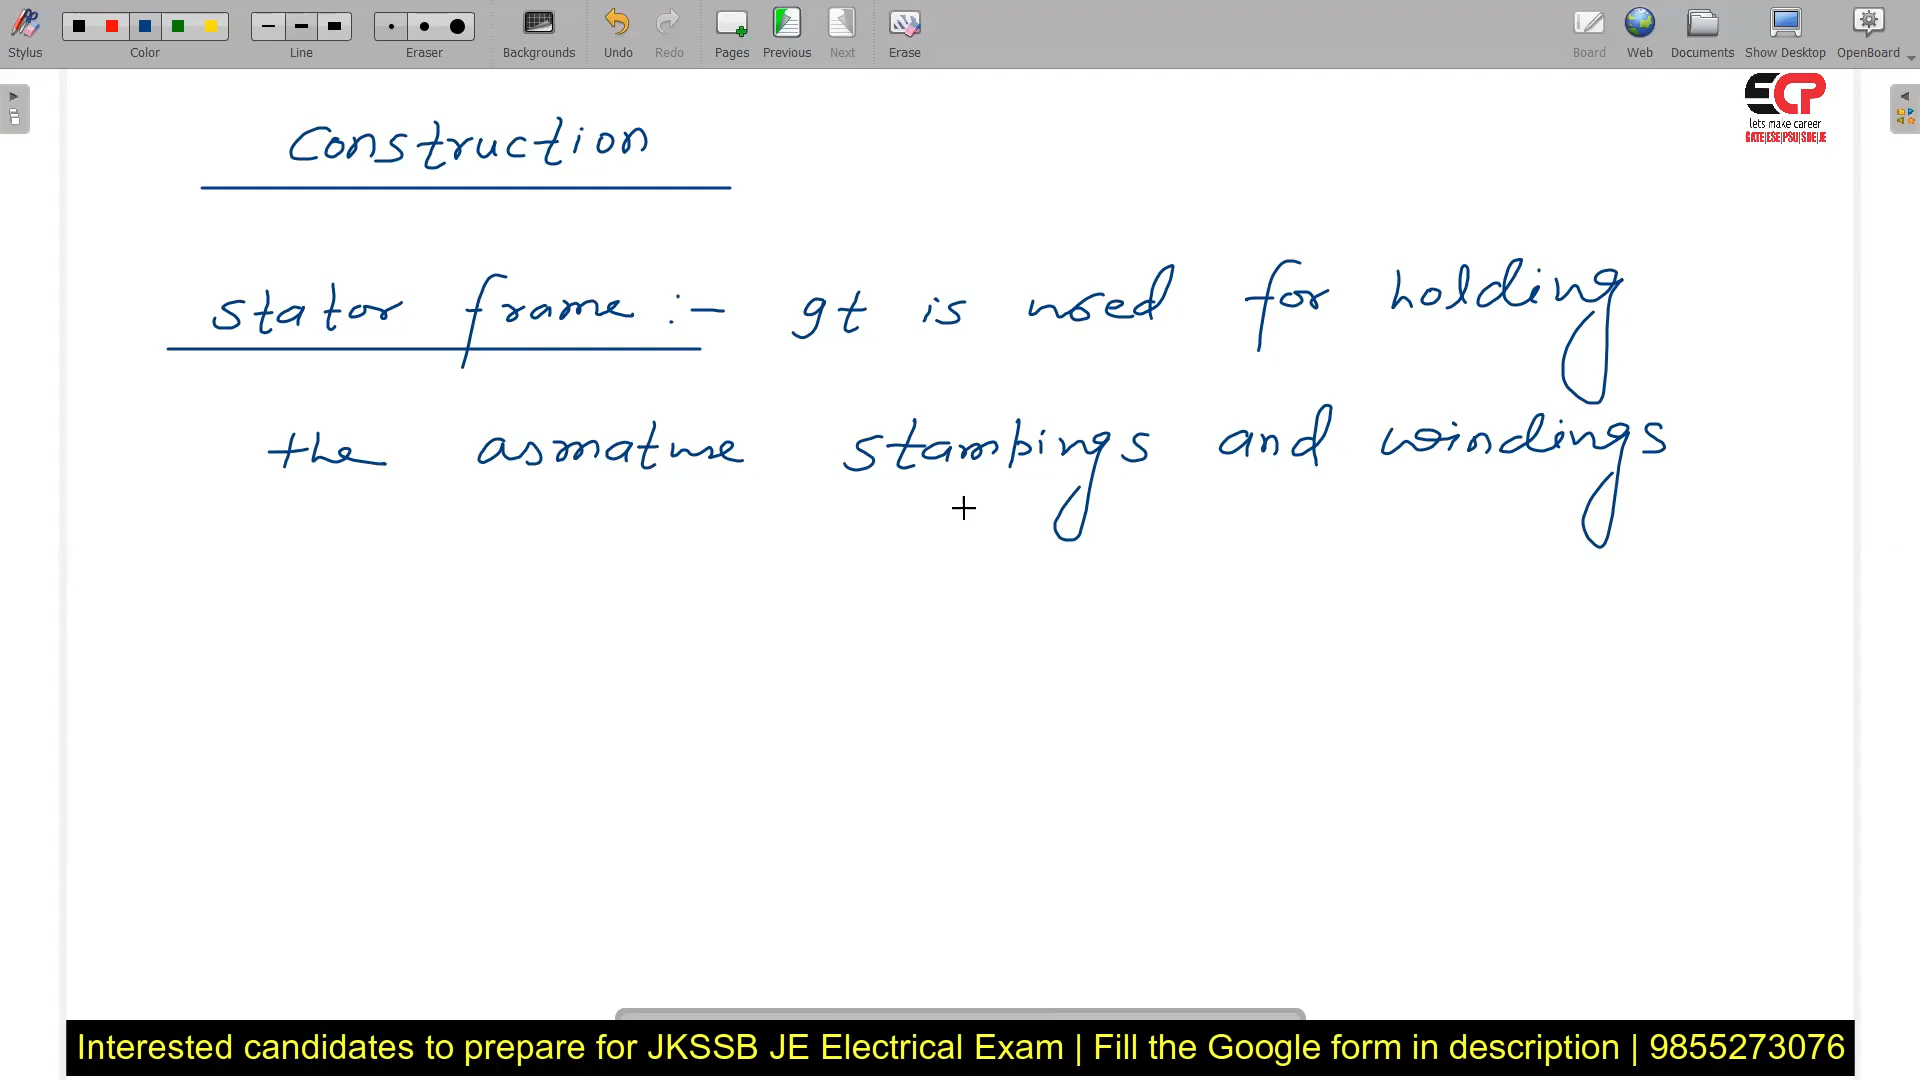 Stylus
Color
Line
Eraser
Backgrounds
Undo
Redo
Pages
Previous
Next
Erase
Board
Web
Documents
Show Desktop
OpenBoard
ECP
lets make career
GATE|ESE|PSU|SDE|JE
Construction
Stator frame :- It is used for holding
the armature stampings and windings
Interested candidates to prepare for JKSSB JE Electrical Exam | Fill the Google form in description | 9855273076